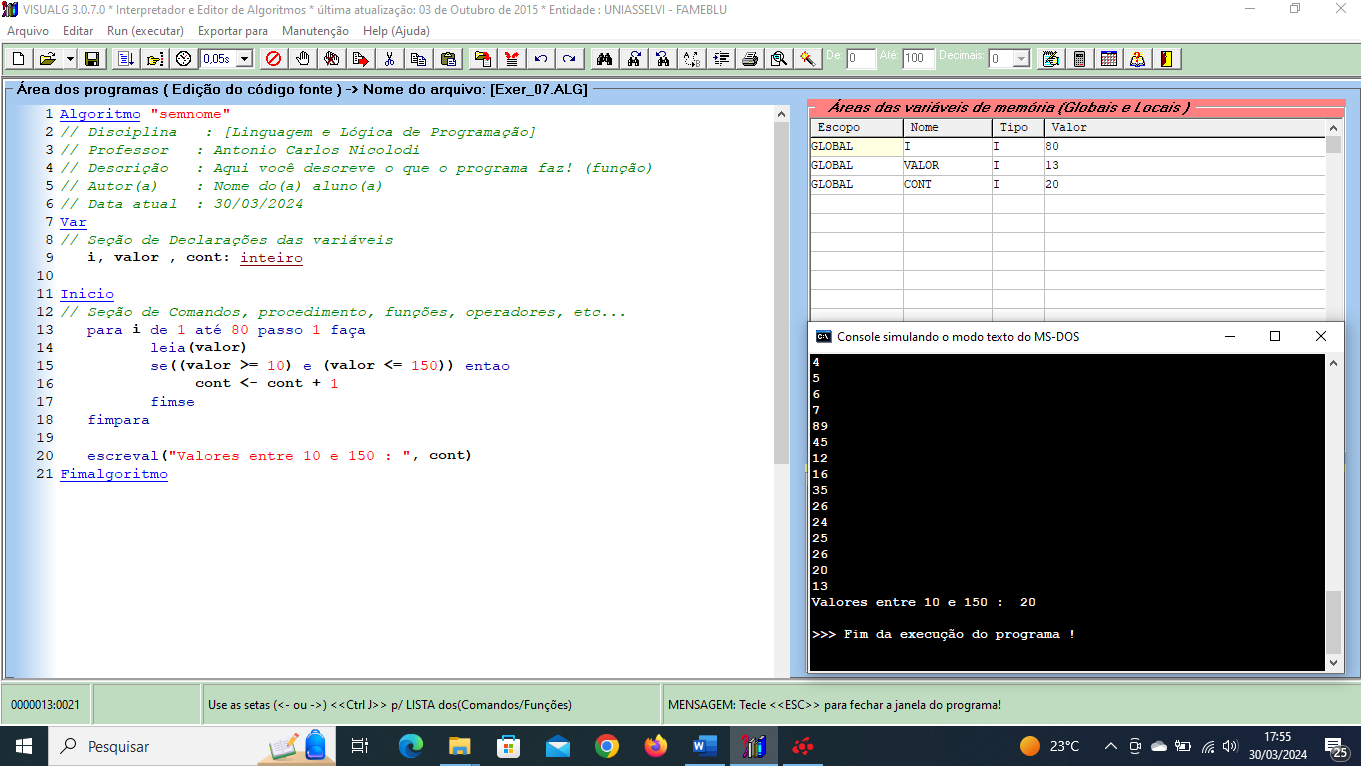 VISUALG 3.0.7.0 * Interpretador e Editor de Algoritmos * última atualização: 03 de Outubro de 2015 * Entidade : UNIASSELVI - FAMEBLU
Arquivo Editar Run (executar) Exportar para Manutenção Help (Ajuda)
0,05s De: 0 Até: 100 Decimais: 0
Área dos programas ( Edição do código fonte ) -> Nome do arquivo: [Exer_07.ALG]
1 Algoritmo "semnome"
2 // Disciplina : [Linguagem e Lógica de Programação]
3 // Professor : Antonio Carlos Nicolodi
4 // Descrição : Aqui você descreve o que o programa faz! (função)
5 // Autor(a) : Nome do(a) aluno(a)
6 // Data atual : 30/03/2024
7 Var
8 // Seção de Declarações das variáveis
9 i, valor , cont: inteiro
10
11 Inicio
12 // Seção de Comandos, procedimento, funções, operadores, etc...
13 para i de 1 até 80 passo 1 faça
14 leia(valor)
15 se((valor >= 10) e (valor <= 150)) entao
16 cont <- cont + 1
17 fimse
18 fimpara
19
20 escreval("Valores entre 10 e 150 : ", cont)
21 Fimalgoritmo
Áreas das variáveis de memória (Globais e Locais )
Escopo Nome Tipo Valor
GLOBAL I I 80
GLOBAL VALOR I 13
GLOBAL CONT I 20
Console simulando o modo texto do MS-DOS
4
5
6
7
89
45
12
16
35
26
24
25
26
20
13
Valores entre 10 e 150 : 20
>>> Fim da execução do programa !
0000013:0021
Use as setas (<- ou ->) <<Ctrl J>> p/ LISTA dos(Comandos/Funções)
MENSAGEM: Tecle <<ESC>> para fechar a janela do programa!
Pesquisar
23°C
17:55
30/03/2024
25